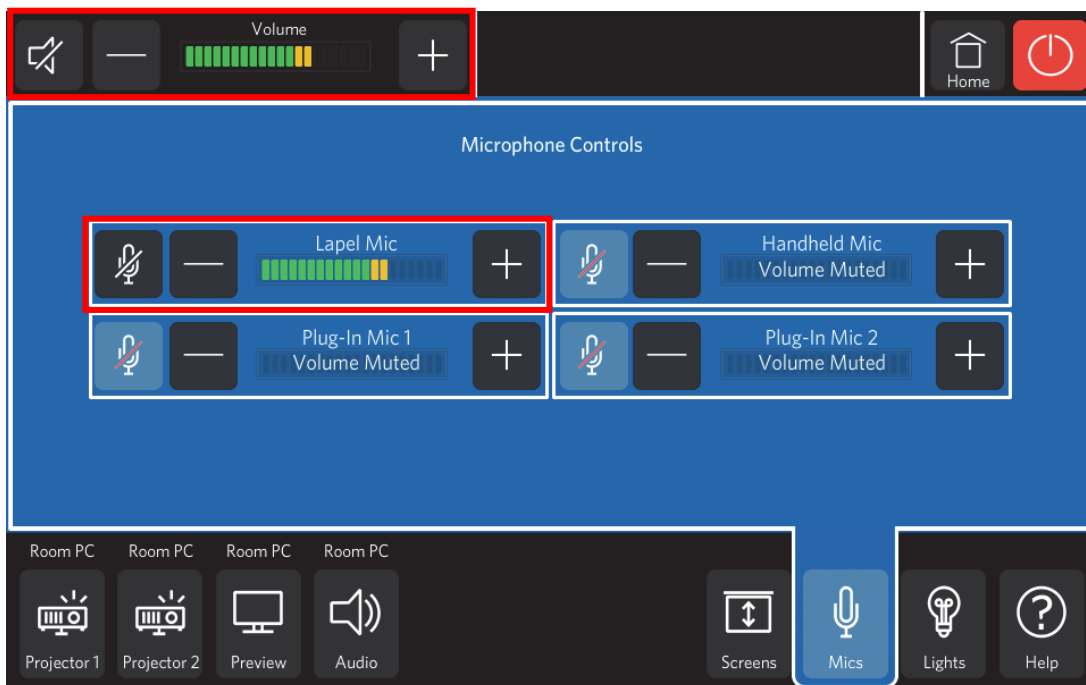 Volume
Home
Microphone Controls
Lapel Mic
Handheld Mic
Volume Muted
Plug-In Mic 1
Volume Muted
Plug-In Mic 2
Volume Muted
Room PC
Room PC
Room PC
Room PC
Projector 1
Projector 2
Preview
Audio
Screens
Mics
Lights
Help